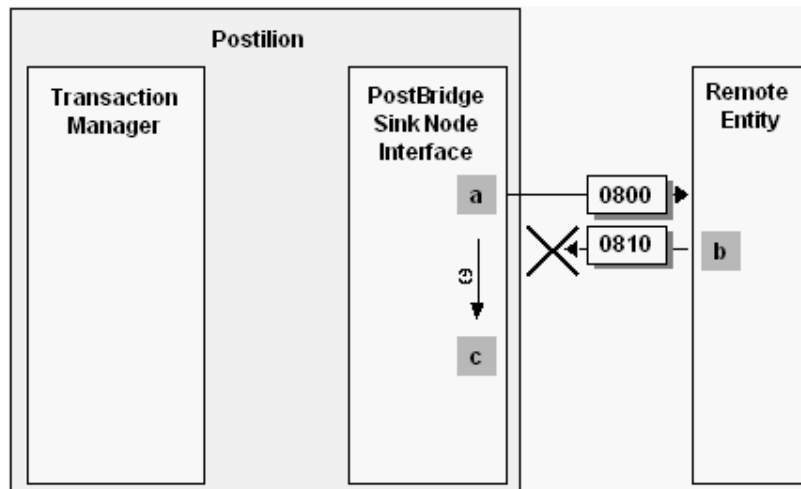 Postilion
Transaction
Manager
PostBridge
Sink Node
Interface
Remote
Entity
a
0800
0810
b
c